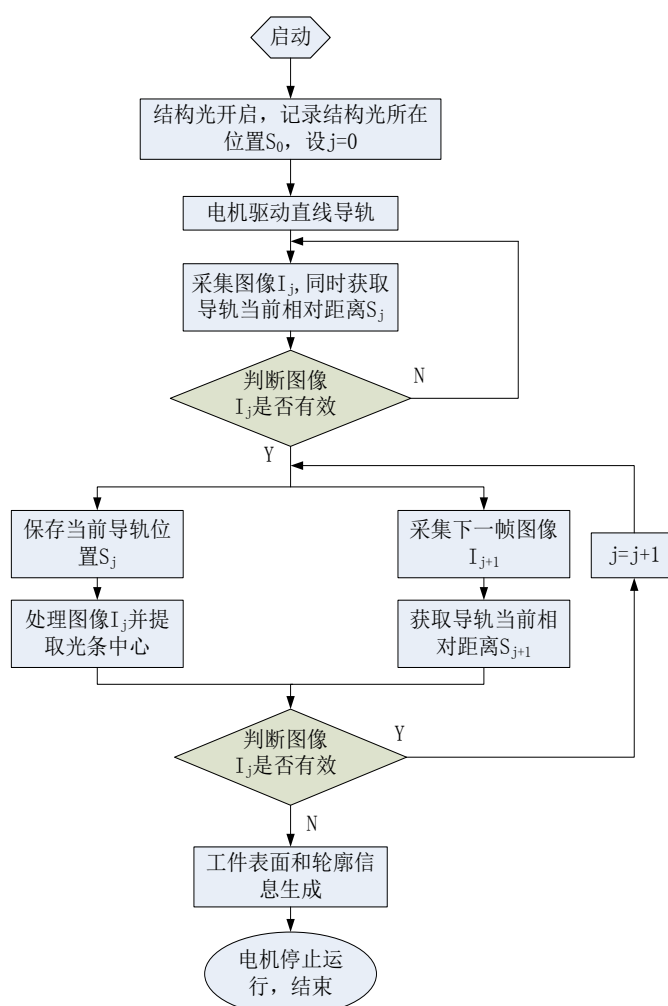 启动
结构光开启，记录结构光所在
位置S₀，设j=0
电机驱动直线导轨
采集图像Iⱼ,同时获取
导轨当前相对距离Sⱼ
判断图像
Iⱼ是否有效
N
Y
保存当前导轨位
置Sⱼ
处理图像Iⱼ并提
取光条中心
采集下一帧图像
Iⱼ₊₁
获取导轨当前相
对距离Sⱼ₊₁
j=j+1
判断图像
Iⱼ是否有效
Y
N
工件表面和轮廓信
息生成
电机停止运
行，结束